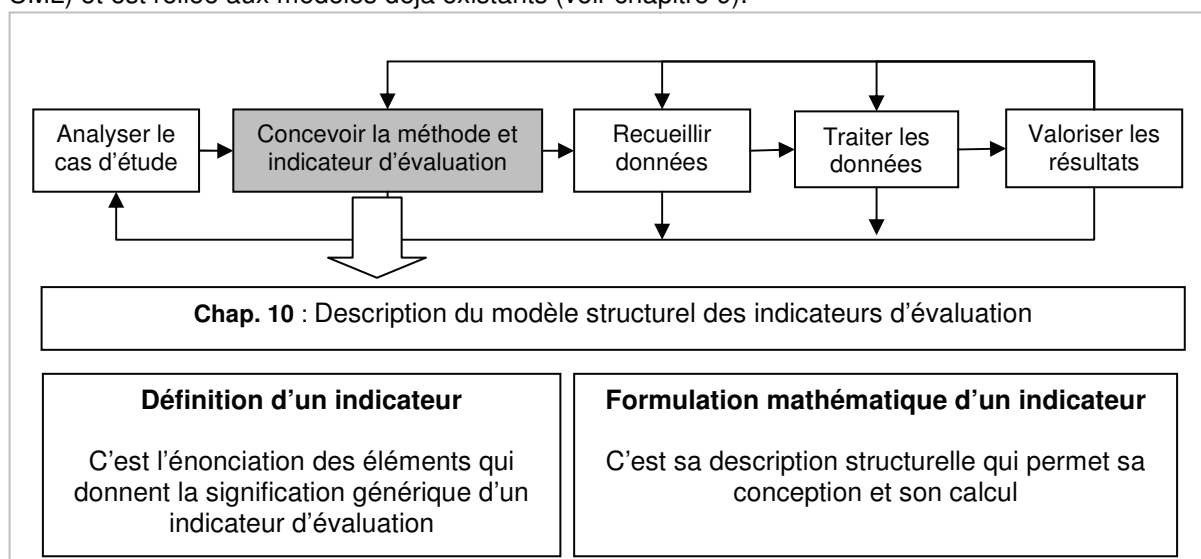 UML) et est reliée aux modèles déjà existants (voir chapitre 9).
Analyser le
cas d'étude
Concevoir la méthode et
indicateur d'évaluation
Recueillir
données
Traiter les
données
Valoriser les
résultats
Chap. 10 : Description du modèle structurel des indicateurs d'évaluation
Définition d'un indicateur
C'est l'énonciation des éléments qui
donnent la signification générique d'un
indicateur d'évaluation
Formulation mathématique d'un indicateur
C'est sa description structurelle qui permet sa
conception et son calcul